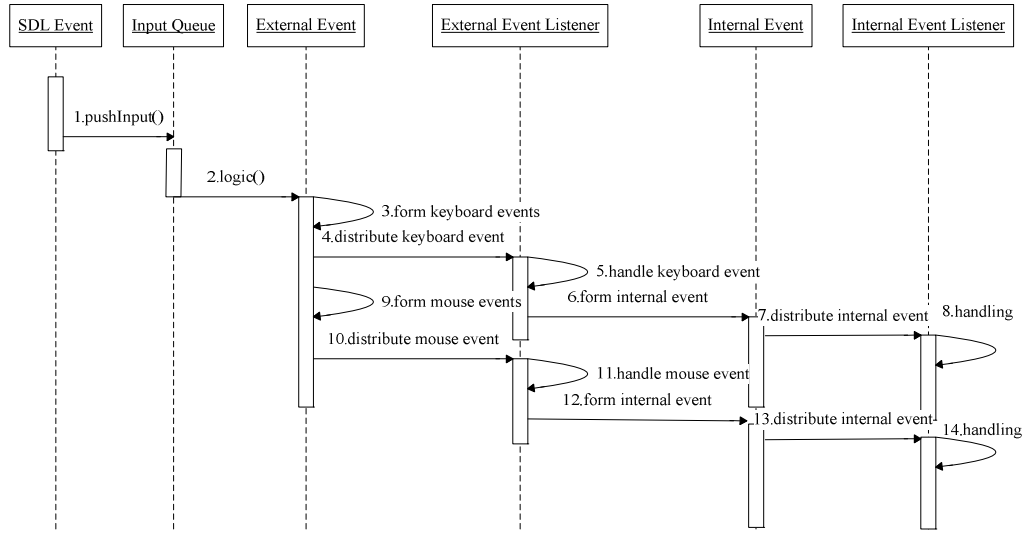 SDL Event
Input Queue
External Event
External Event Listener
Internal Event
Internal Event Listener
1.pushInput()
2.logic()
3.form keyboard events
4.distribute keyboard event
5.handle keyboard event
6.form internal event
7.distribute internal event
8.handling
9.form mouse events
10.distribute mouse event
11.handle mouse event
12.form internal event
13.distribute internal event
14.handling